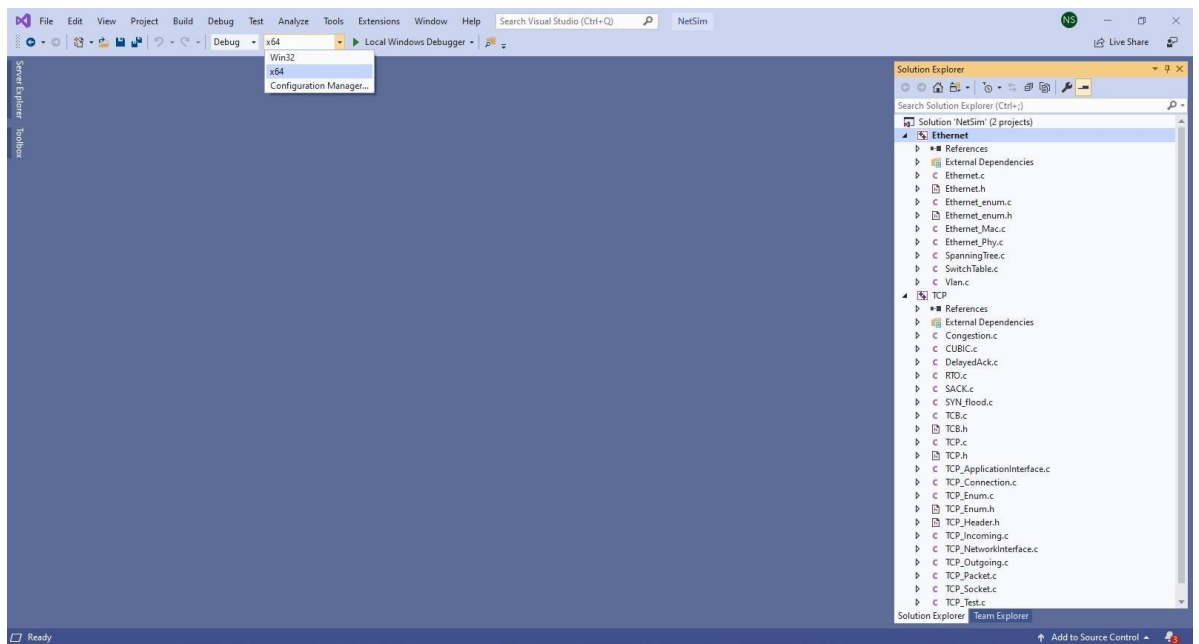 File Edit View Project Build Debug Test Analyze Tools Extensions Window Help Search Visual Studio (Ctrl+Q) NetSim NS
Debug x64 Local Windows Debugger Live Share
Win32
x64
Configuration Manager...
Server Explorer
Toolbox
Solution Explorer
Search Solution Explorer (Ctrl+;)
Solution 'NetSim' (2 projects)
Ethernet
References
External Dependencies
Ethernet.c
Ethernet.h
Ethernet_enum.c
Ethernet_enum.h
Ethernet_Mac.c
Ethernet_Phy.c
SpanningTree.c
SwitchTable.c
Vlan.c
TCP
References
External Dependencies
Congestion.c
CUBIC.c
DelayedAck.c
RTO.c
SACK.c
SYN_flood.c
TCB.c
TCB.h
TCP.c
TCP.h
TCP_ApplicationInterface.c
TCP_Connection.c
TCP_Enum.c
TCP_Enum.h
TCP_Header.h
TCP_Incoming.c
TCP_NetworkInterface.c
TCP_Outgoing.c
TCP_Packet.c
TCP_Socket.c
TCP_Test.c
Solution Explorer Team Explorer
Ready Add to Source Control